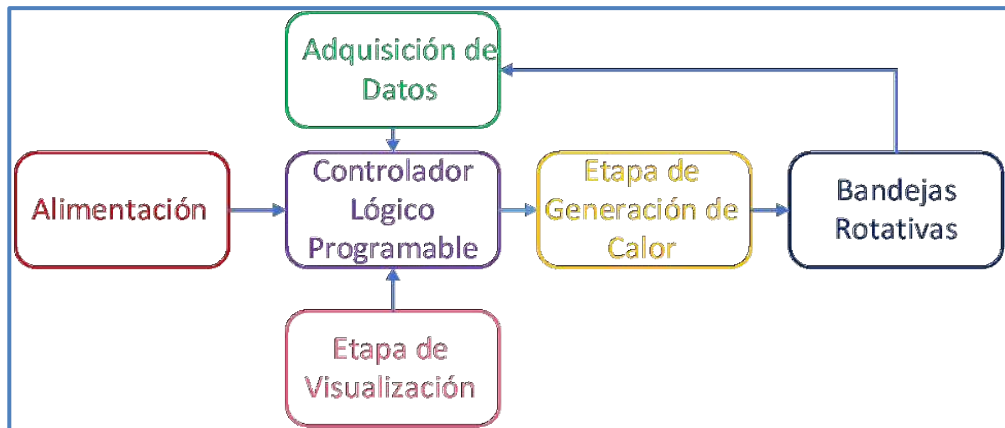 Adquisición de
Datos
Alimentación
Controlador
Lógico
Programable
Etapa de
Generación de
Calor
Bandejas
Rotativas
Etapa de
Visualización